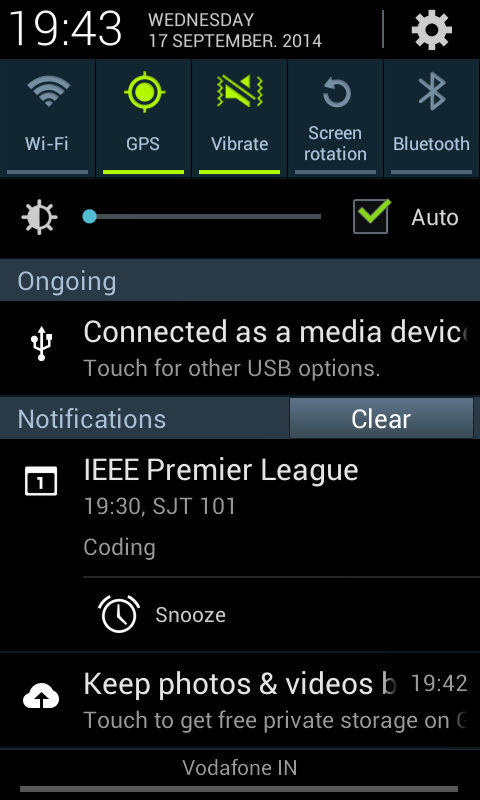 19:43
WEDNESDAY
17 SEPTEMBER. 2014
Wi-Fi
GPS
Vibrate
Screen
rotation
Bluetooth
Auto
Ongoing
Connected as a media device
Touch for other USB options.
Notifications
Clear
1
IEEE Premier League
19:30, SJT 101
Coding
Snooze
Keep photos & videos b
19:42
Touch to get free private storage on G
Vodafone IN